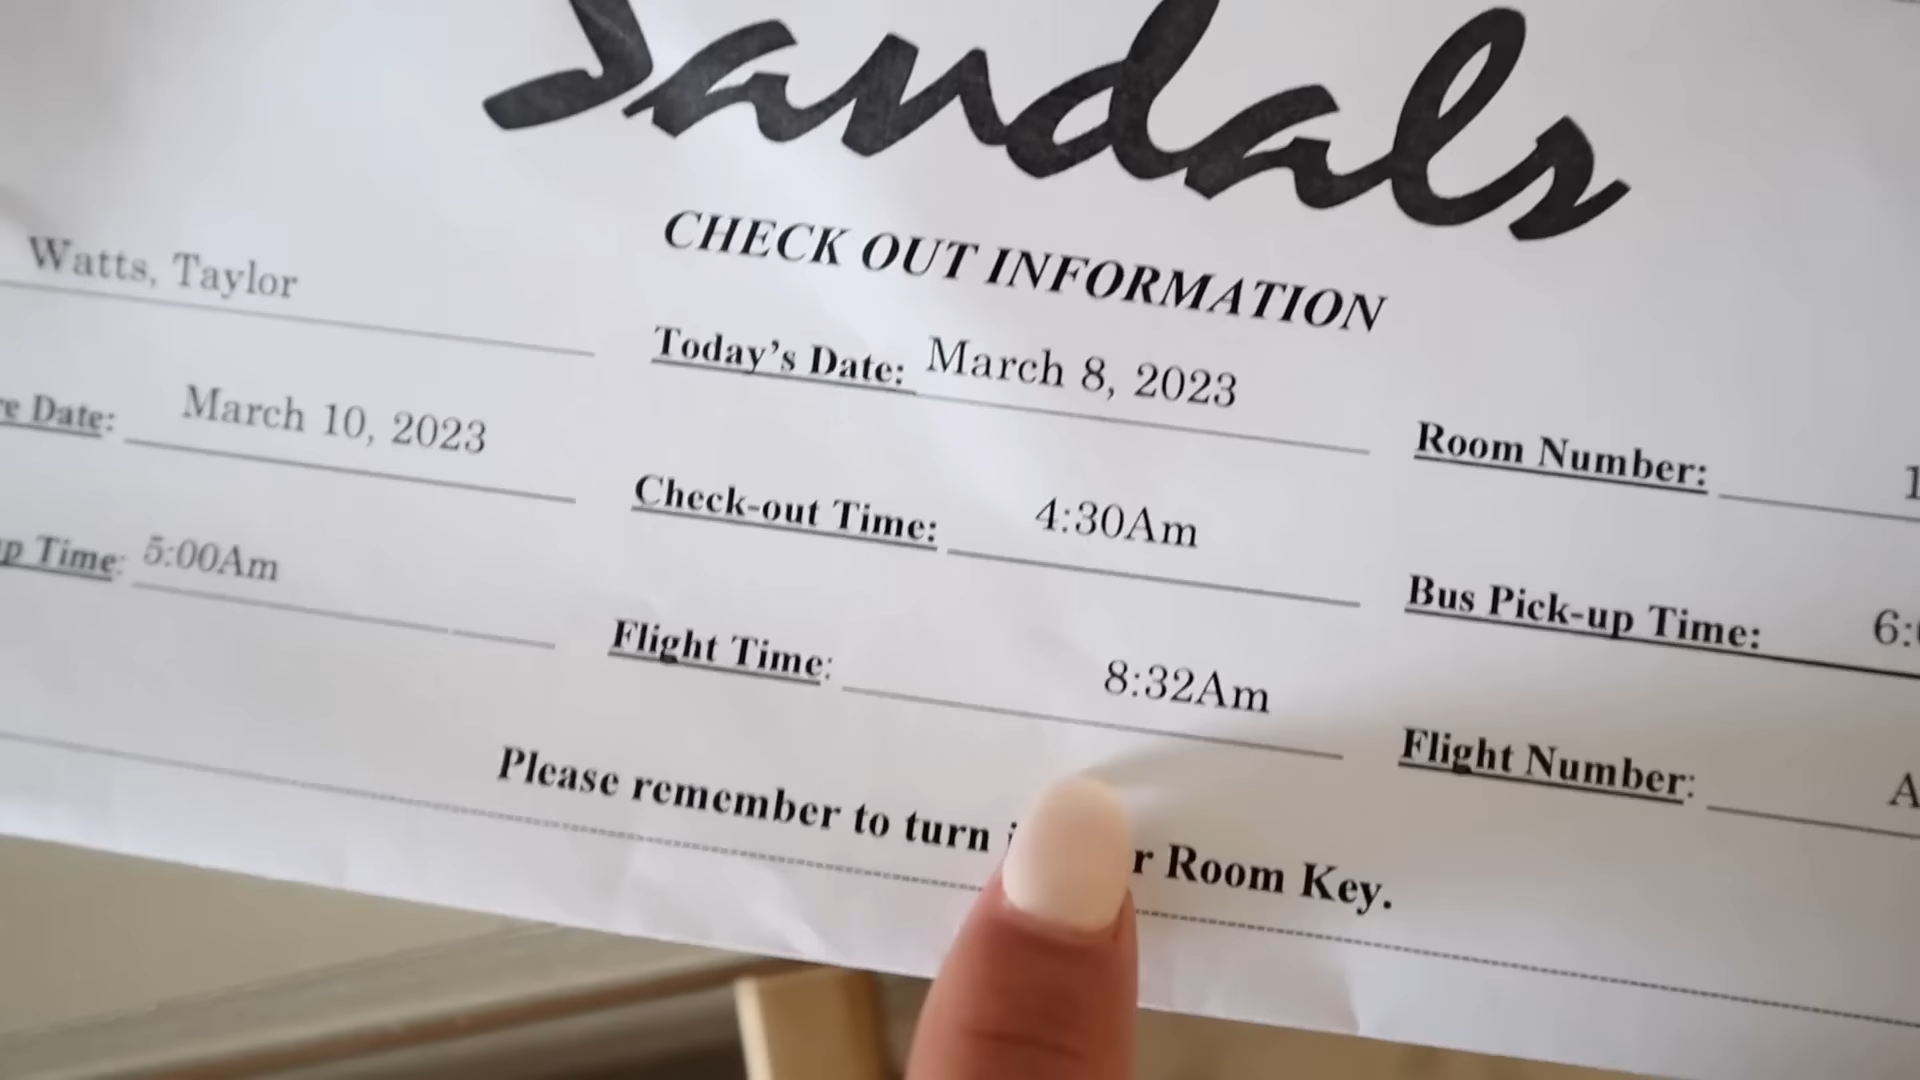 Sandals
CHECK OUT INFORMATION
Watts, Taylor Today's Date: March 8, 2023 Room Number:
Date: March 10, 2023 Check-out Time: 4:30Am Bus Pick-up Time:
Time: 5:00Am Flight Time: 8:32Am Flight Number:
Please remember to turn Room Key.